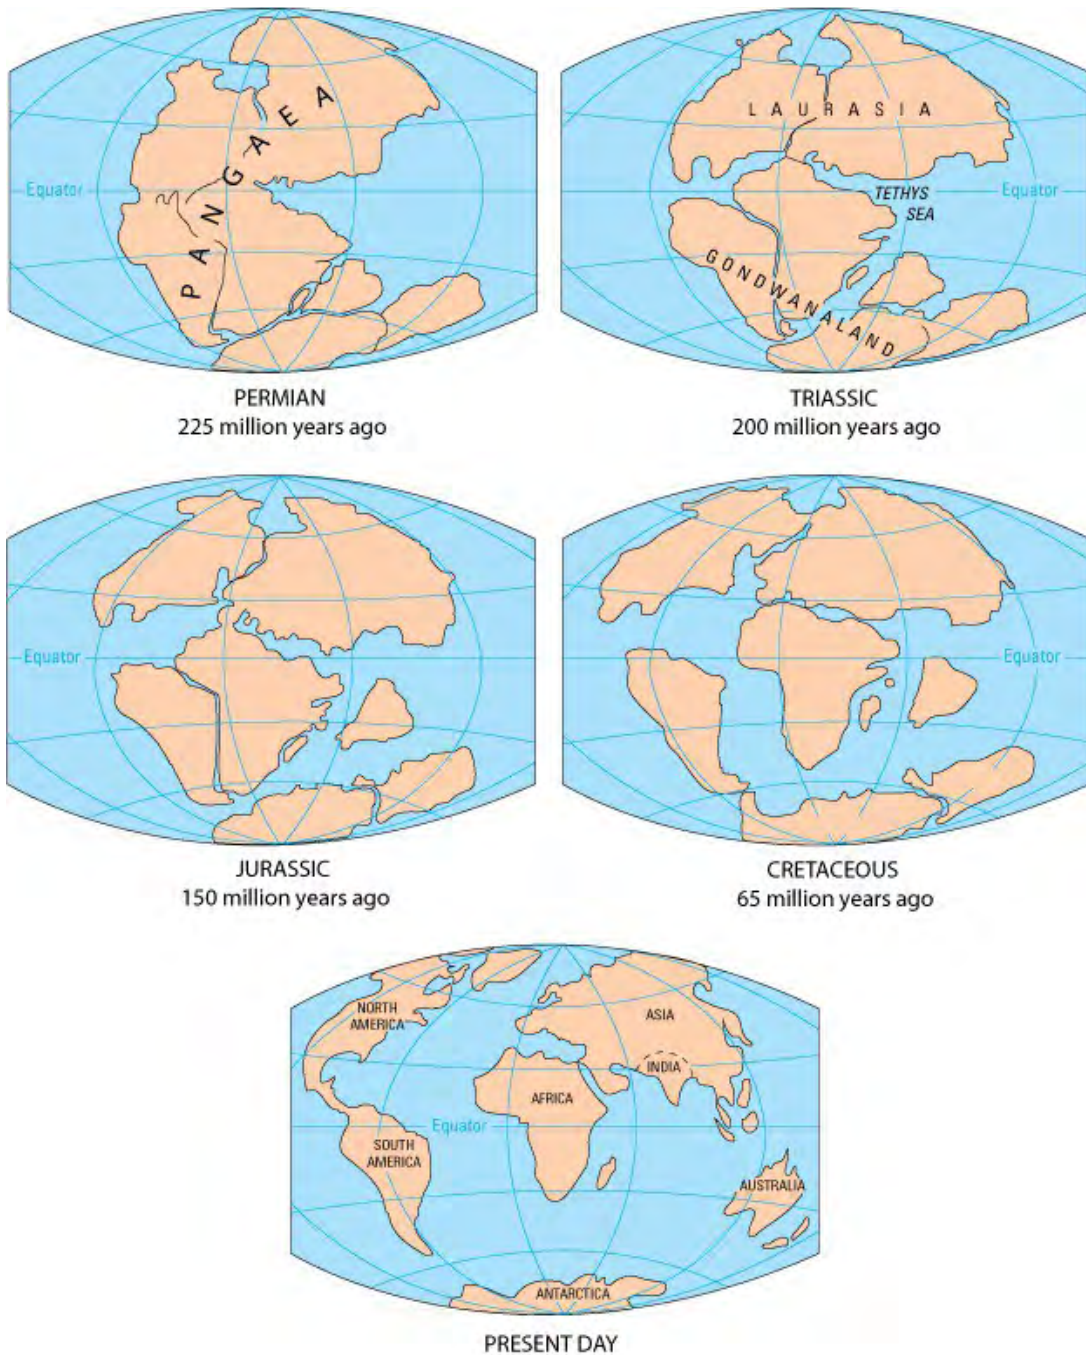 PANGAEA
Equator
PERMIAN
225 million years ago
LAURASIA
TETHYS
SEA
Equator
GONDWANALAND
TRIASSIC
200 million years ago
Equator
JURASSIC
150 million years ago
Equator
CRETACEOUS
65 million years ago
NORTH
AMERICA
ASIA
INDIA
AFRICA
Equator
SOUTH
AMERICA
AUSTRALIA
ANTARCTICA
PRESENT DAY